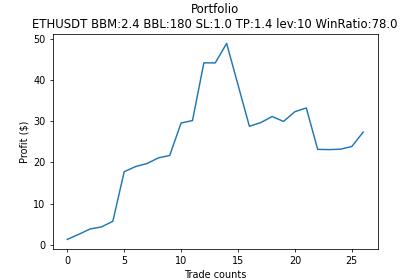 Portfolio
ETHUSDT BBM:2.4 BBL:180 SL:1.0 TP:1.4 lev:10 WinRatio:78.0
50
40
30
20
10
0
Profit ($)
0 5 10 15 20 25
Trade counts